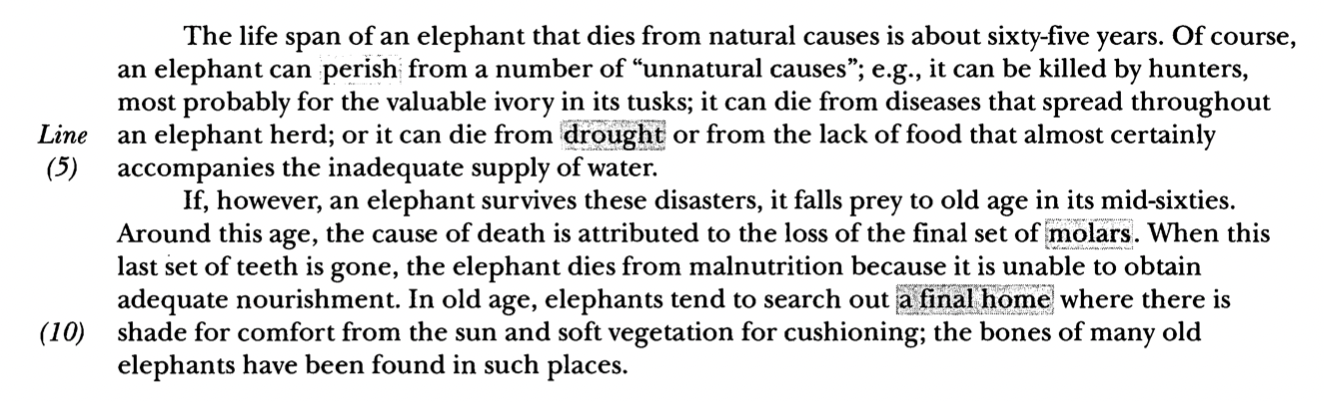 The life span of an elephant that dies from natural causes is about sixty-five years. Of course,
an elephant can perish from a number of “unnatural causes”; e.g., it can be killed by hunters,
most probably for the valuable ivory in its tusks; it can die from diseases that spread throughout
Line an elephant herd; or it can die from drought or from the lack of food that almost certainly
(5) accompanies the inadequate supply of water.
If, however, an elephant survives these disasters, it falls prey to old age in its mid-sixties.
Around this age, the cause of death is attributed to the loss of the final set of molars. When this
last set of teeth is gone, the elephant dies from malnutrition because it is unable to obtain
adequate nourishment. In old age, elephants tend to search out a final home where there is
(10) shade for comfort from the sun and soft vegetation for cushioning; the bones of many old
elephants have been found in such places.